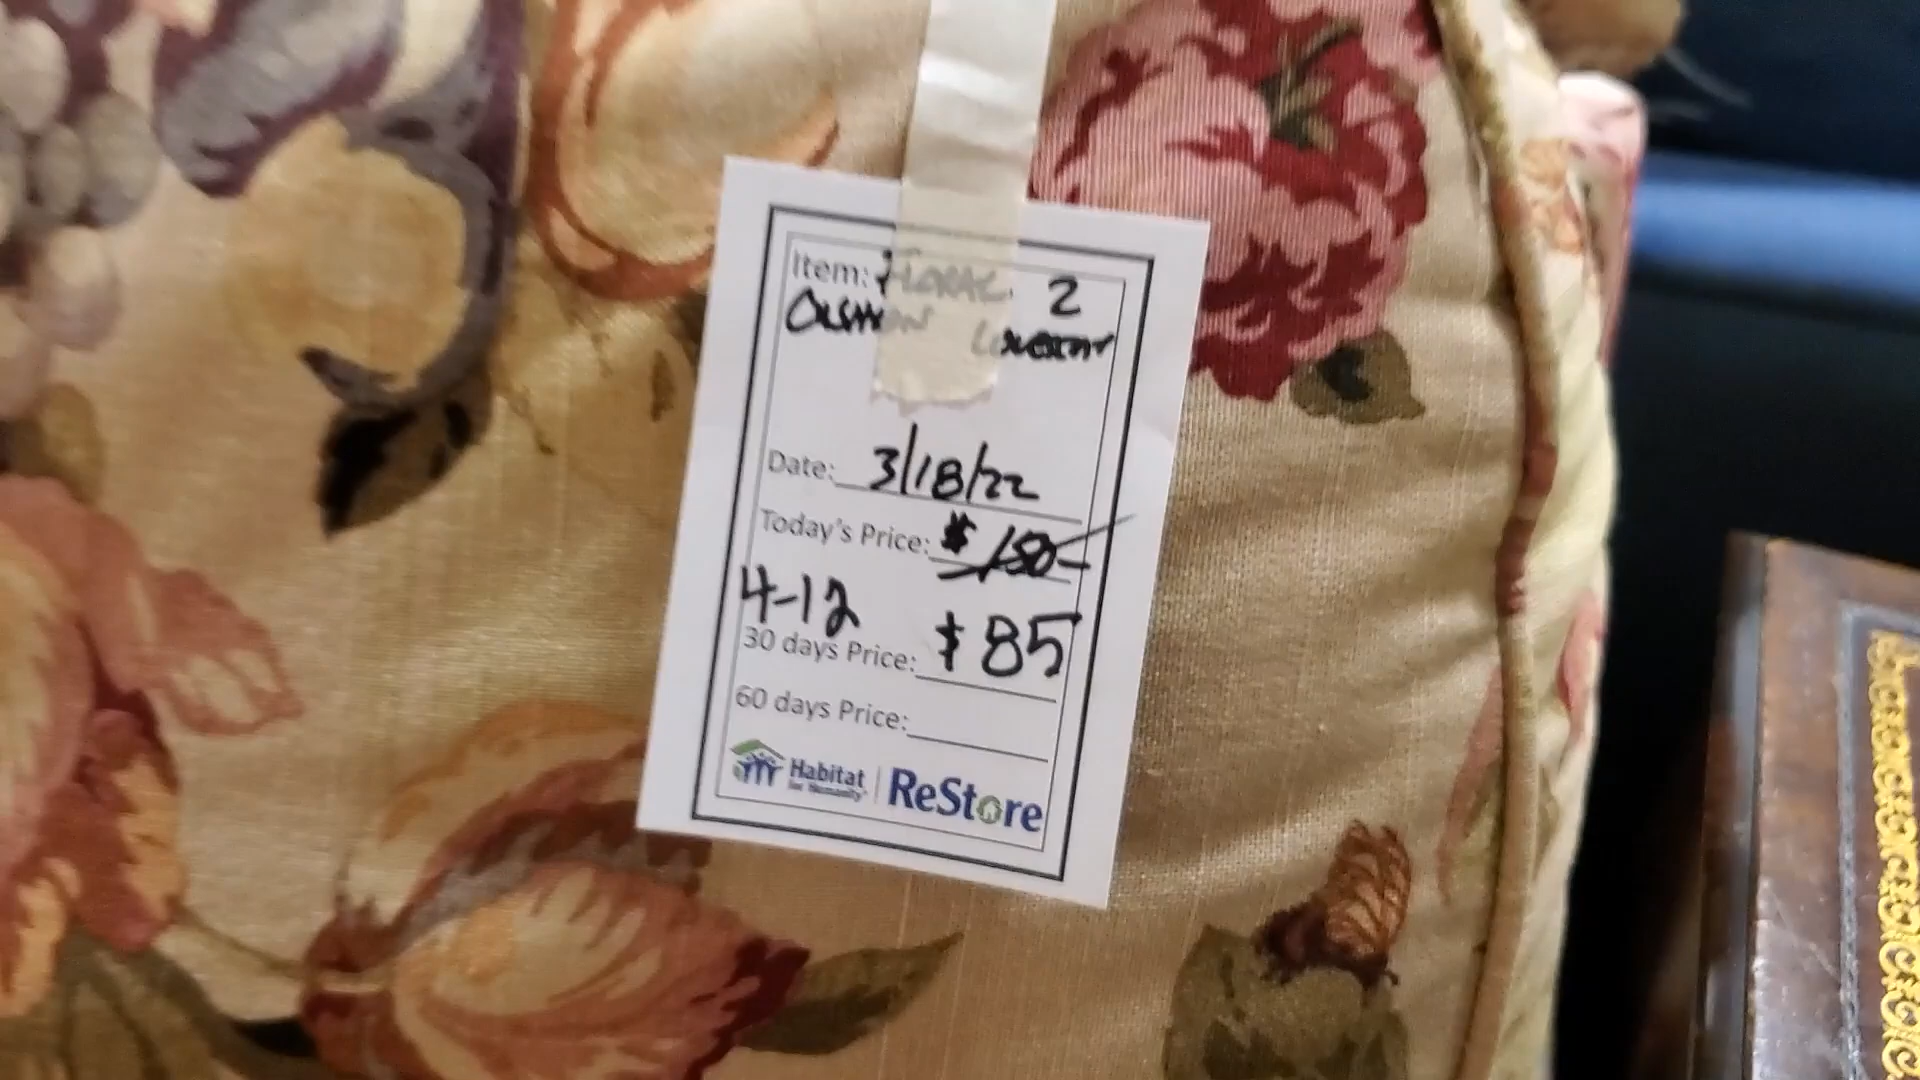 Item: FLORAL 2
CUSHION LOVESEAT
Date: 3/18/22
Today's Price: $150-
4-12 $85
30 days Price:
60 days Price:
Habitat for Humanity® | ReStore